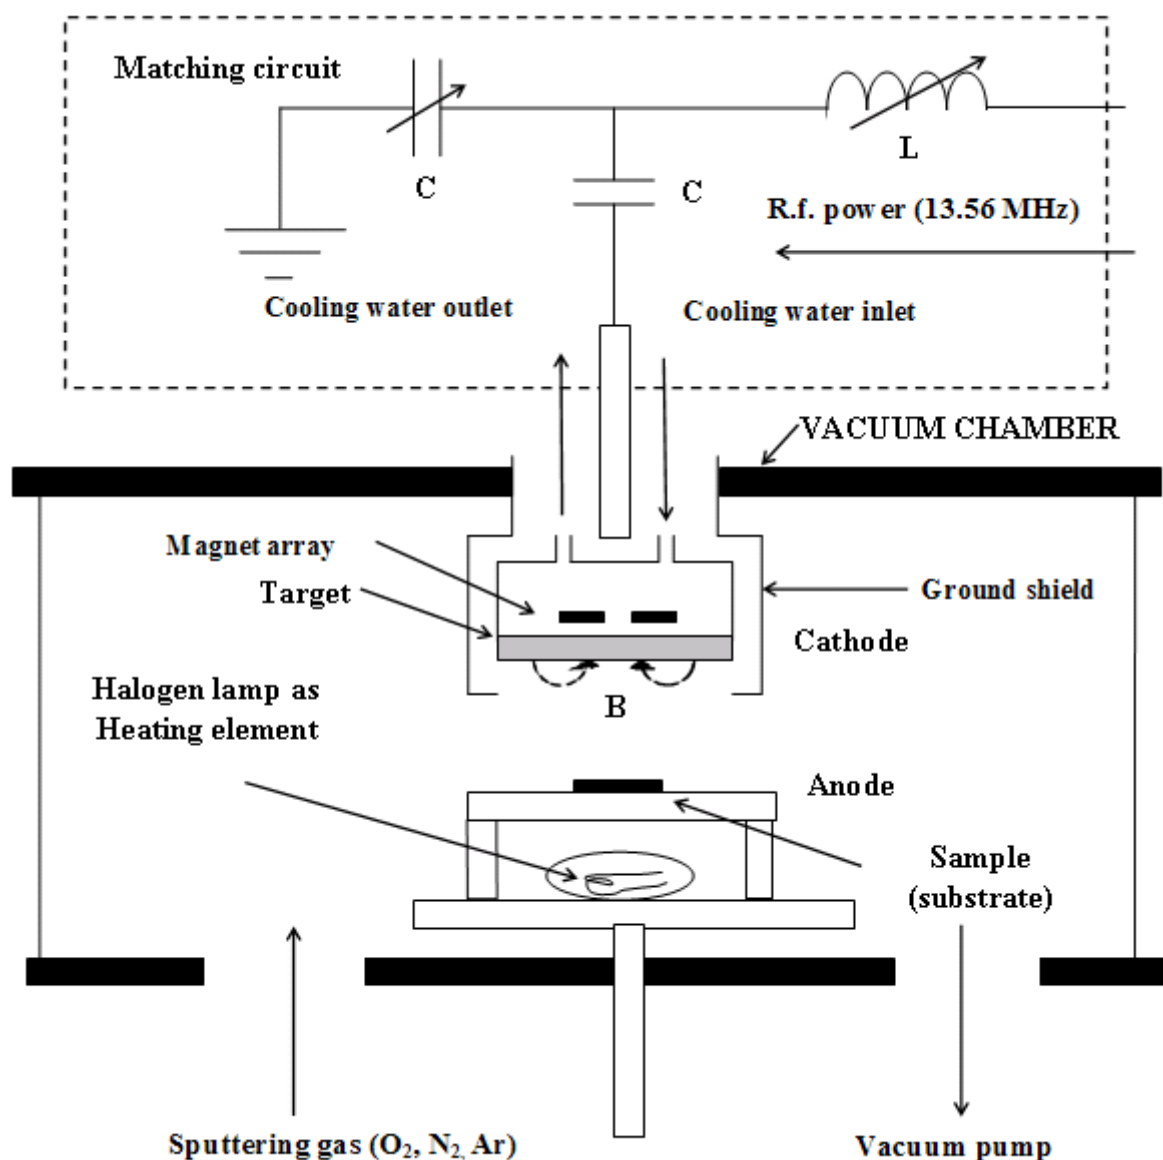 Matching circuit
L
C
C
R.f. power (13.56 MHz)
Cooling water outlet
Cooling water inlet
VACUUM CHAMBER
Magnet array
Target
Ground shield
Cathode
Halogen lamp as
Heating element
B
Anode
Sample
(substrate)
Sputtering gas (O₂, N₂, Ar)
Vacuum pump